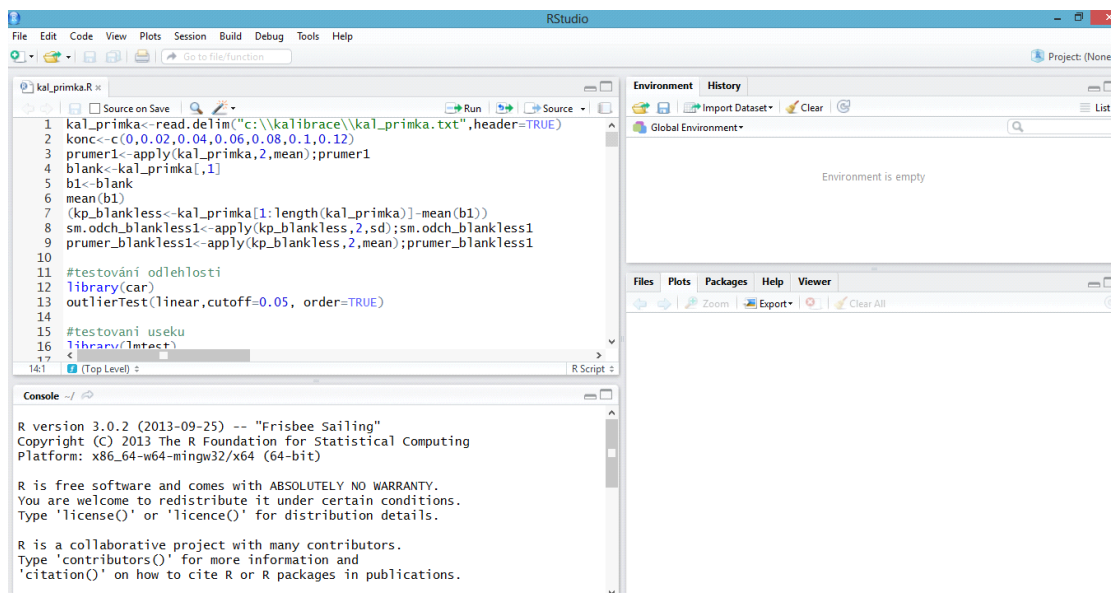 RStudio
File Edit Code View Plots Session Build Debug Tools Help
Go to file/function
Project: (None
kal_primka.R
Source on Save
Run
Source
1 kal_primka<-read.delim("c:\\kalibrace\\kal_primka.txt",header=TRUE)
2 konc<-c(0,0.02,0.04,0.06,0.08,0.1,0.12)
3 prumer1<-apply(kal_primka,2,mean);prumer1
4 blank<-kal_primka[,1]
5 b1<-blank
6 mean(b1)
7 (kp_blankless<-kal_primka[1:length(kal_primka)]-mean(b1))
8 sm.odch_blankless1<-apply(kp_blankless,2,sd);sm.odch_blankless1
9 prumer_blankless1<-apply(kp_blankless,2,mean);prumer_blankless1
10
11 #testování odlehlosti
12 library(car)
13 outlierTest(linear,cutoff=0.05, order=TRUE)
14
15 #testovani useku
16 library(lmtest)
17
14:1 (Top Level) R Script
Console ~/
R version 3.0.2 (2013-09-25) -- "Frisbee Sailing"
Copyright (C) 2013 The R Foundation for Statistical Computing
Platform: x86_64-w64-mingw32/x64 (64-bit)
R is free software and comes with ABSOLUTELY NO WARRANTY.
You are welcome to redistribute it under certain conditions.
Type 'license()' or 'licence()' for distribution details.
R is a collaborative project with many contributors.
Type 'contributors()' for more information and
'citation()' on how to cite R or R packages in publications.
Environment History
Import Dataset Clear
List
Global Environment
Environment is empty
Files Plots Packages Help Viewer
Zoom Export Clear All